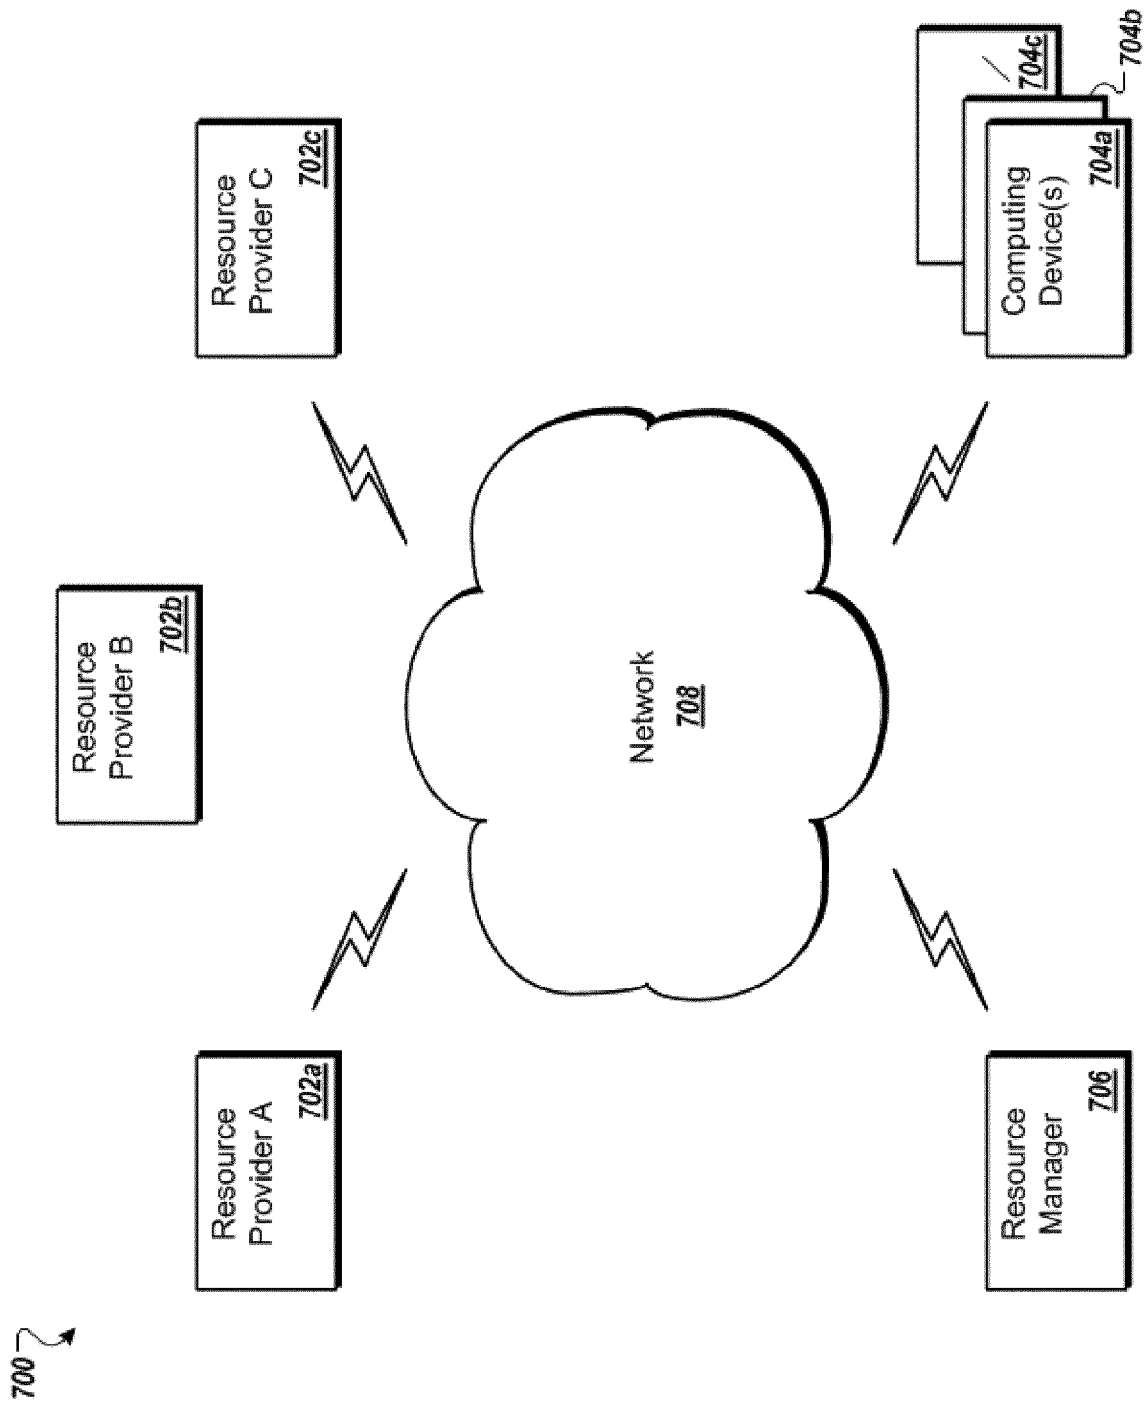 700
Resource
Provider A
702a
Resource
Provider B
702b
Resource
Provider C
702c
Network
708
Resource
Manager
706
Computing
Device(s)
704a
704b
704c